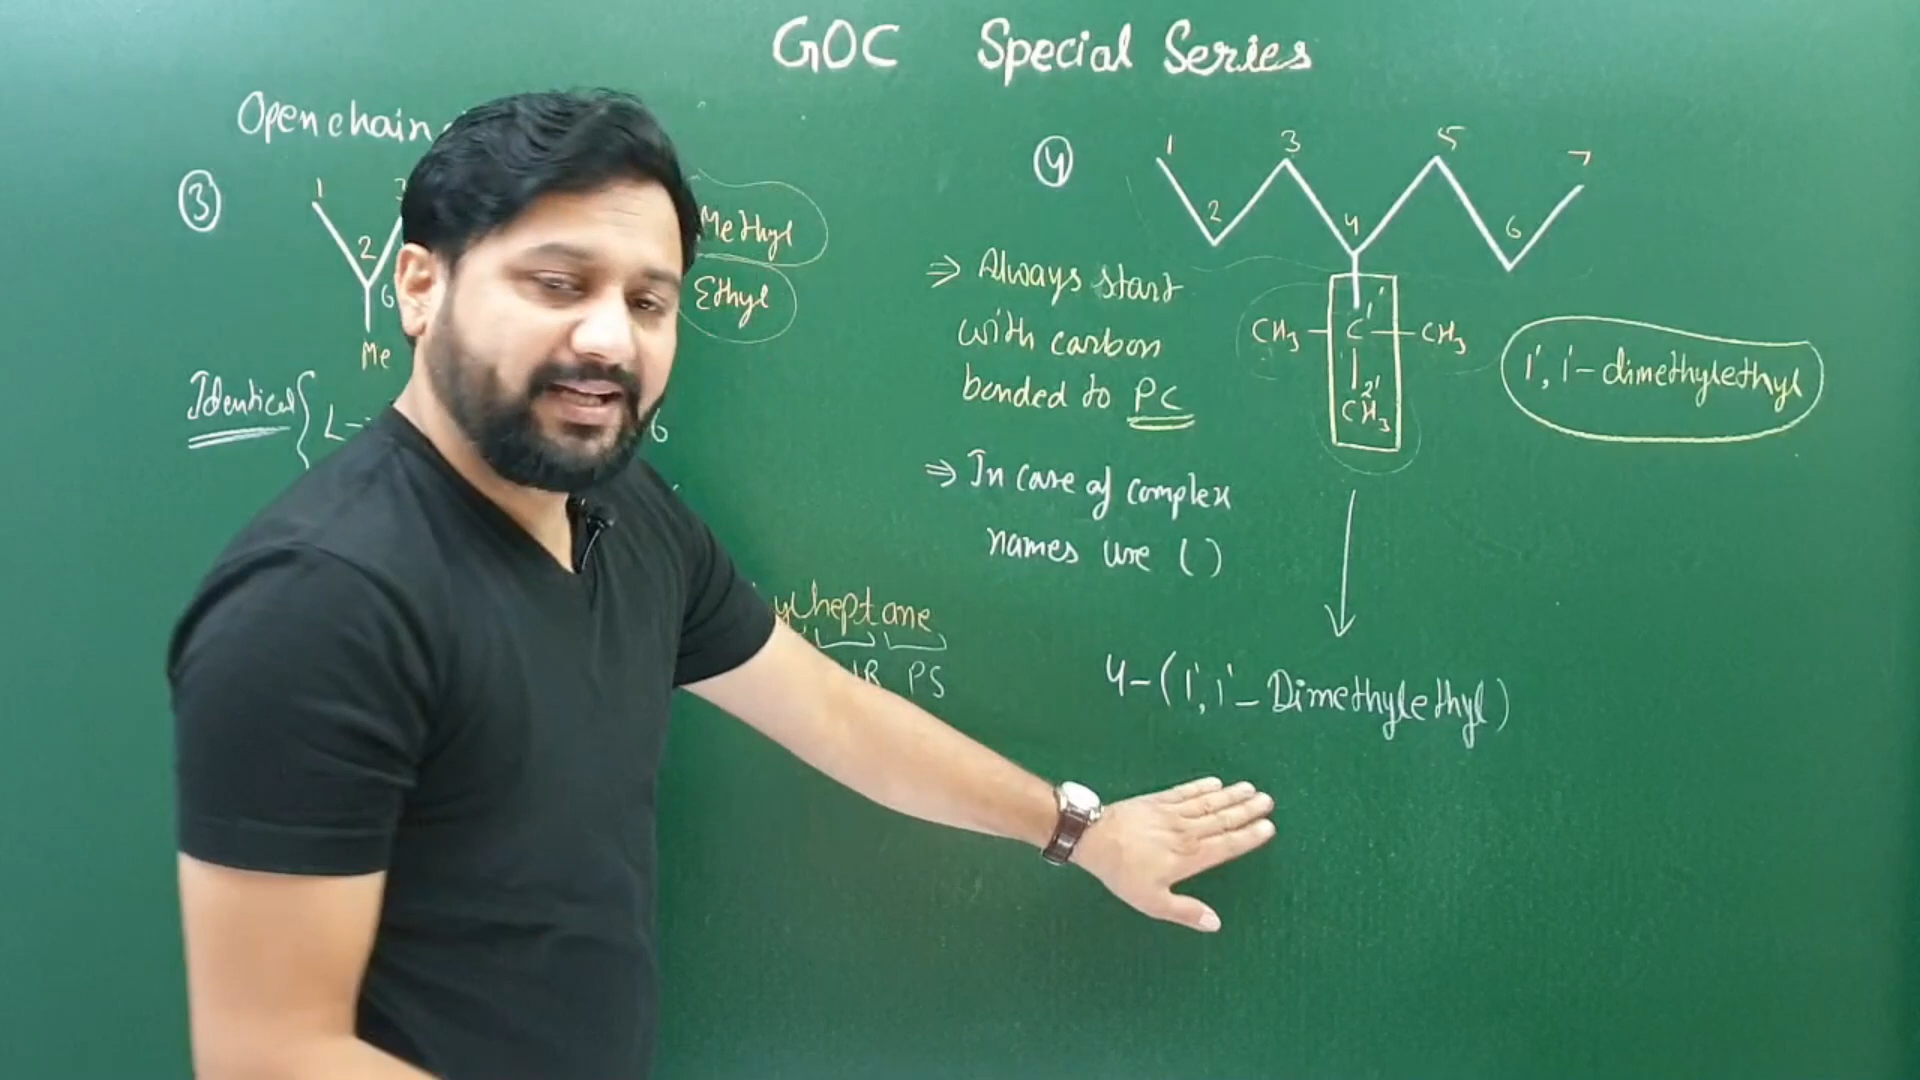 GOC Special Series
Open chain
③
1
2
Me
Methyl
Ethyl
Identical
6
heptane
PS
④
1 2 3 4 5 6 7
⇒ Always start
with carbon
bonded to PC
CH3 - C - CH3
1'
2'
CH3
1', 1' - dimethylethyl
⇒ In case of complex
names use ( )
4-(1', 1' - Dimethylethyl)